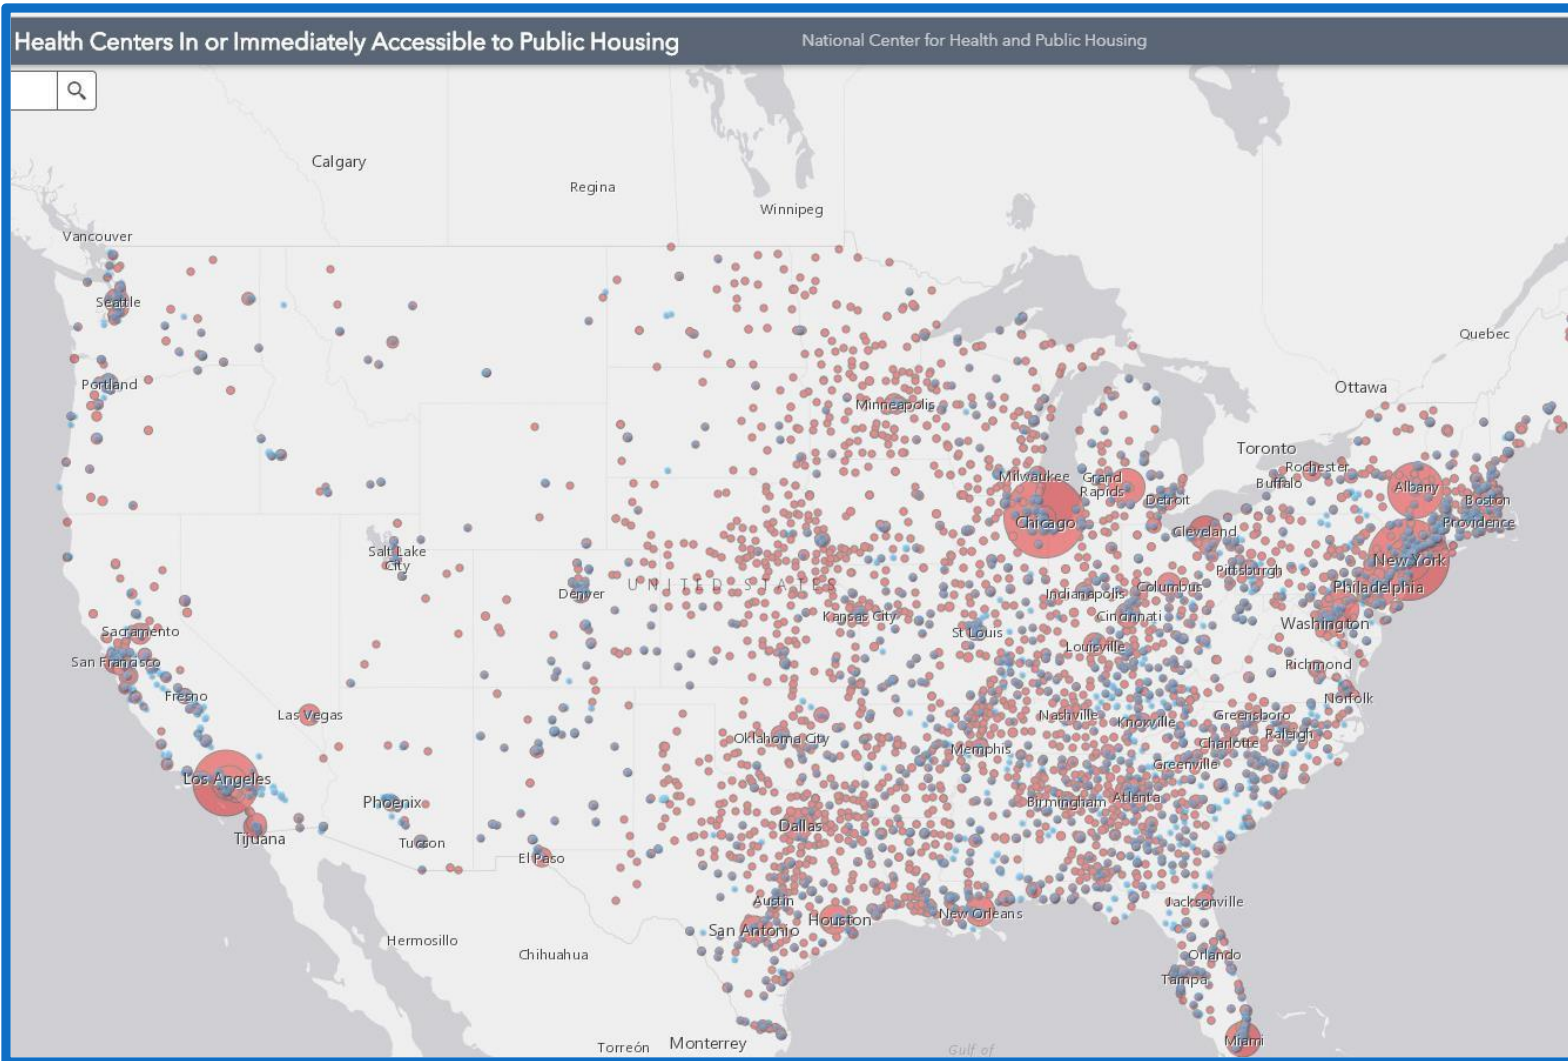 Health Centers In or Immediately Accessible to Public Housing
National Center for Health and Public Housing
Calgary
Regina
Winnipeg
Vancouver
Seattle
Quebec
Portland
Ottawa
Minneapolis
Toronto
Rochester
Buffalo
Milwaukee
Grand
Rapids
Detroit
Albany
Boston
Providence
Chicago
Cleveland
Salt Lake
City
New York
Pittsburgh
Denver
UNITED STATES
Indianapolis
Columbus
Philadelphia
Kansas City
Cincinnati
Washington
Sacramento
St Louis
Louisville
San Francisco
Richmond
Fresno
Norfolk
Las Vegas
Nashville
Knoxville
Greensboro
Oklahoma City
Memphis
Charlotte
Raleigh
Greenville
Los Angeles
Phoenix
Birmingham
Atlanta
Dallas
Tijuana
Tucson
El Paso
Austin
Jacksonville
San Antonio
Houston
New Orleans
Hermosillo
Chihuahua
Orlando
Tampa
Torreón
Monterrey
Gulf of
Miami